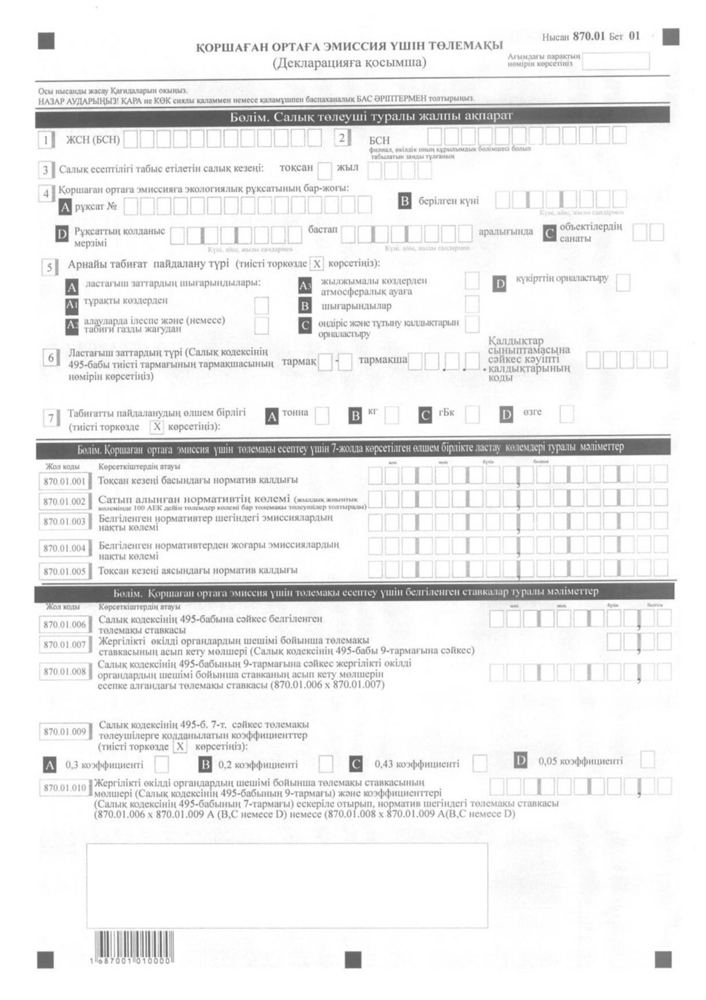 Нысан 870.01 Бет 01
ҚОРШАҒАН ОРТАҒА ЭМИССИЯ ҮШІН ТӨЛЕМАҚЫ
(Декларацияға қосымша)
Ағымдағы парақтың
нөмірін көрсетіңіз
Осы нысанды жасау Қағидаларын оқыңыз.
НАЗАР АУДАРЫҢЫЗ! ҚАРА не КӨК сиялы қаламмен немесе қаламұшпен баспаханалық БАС ӘРІПТЕРМЕН толтырыңыз.
Бөлім. Салық төлеуші туралы жалпы ақпарат
1 ЖСН (БСН)
2 БСН
филиал, өкілдік оның құрылымдық бөлімшесі болып
табылатын заңды тұлғаның
3 Салық есептілігі табыс етілетін салық кезеңі: тоқсан жыл
4 Қоршаған ортаға эмиссияға экологиялық рұқсатының бар-жоғы:
A рұқсат № B берілген күні
Күні, айы, жылы сандармен
D Рұқсаттың қолданыс мерзімі бастап аралығында C объектілердің санаты
Күні, айы, жылы сандармен Күні, айы, жылы сандармен
5 Арнайы табиғат пайдалану түрі (тиісті торкөзде X көрсетіңіз):
A ластағыш заттардың шығарындылары:
A1 тұрақты көздерден
A2 алауларда ілеспе және (немесе)
табиғи газды жағудан
A3 жылжымалы көздерден
атмосфералық ауаға
B шығарындылар
C өндіріс және тұтыну қалдықтарын
орналастыру
D күкірттің орналастыру
6 Ластағыш заттардың түрі (Салық кодексінің
495-бабы тиісті тармағының тармақшасының
нөмірін көрсетіңіз)
тармақ - тармақша . . .
Қалдықтар
сыныптамасына
сәйкес қауіпті
қалдықтарының
коды
7 Табиғатты пайдаланудың өлшем бірлігі
(тиісті торкөзде X көрсетіңіз):
A тонна B кг C гБк D өзге
Бөлім. Қоршаған ортаға эмиссия үшін төлемақы есептеу үшін 7-жолда көрсетілген өлшем бірлікте ластау көлемдері туралы мәліметтер
Жол коды Көрсеткіштердің атауы млн. мың бүтін бөлшек
870.01.001 Тоқсан кезеңі басындағы норматив қалдығы ,
870.01.002 Сатып алынған нормативтің көлемі (жылдық жиынтық
көлемінде 100 АЕК дейін төлемдер көлемі бар төлемақы төлеушілер толтырады) ,
870.01.003 Белгіленген нормативтер шегіндегі эмиссиялардың
нақты көлемі ,
870.01.004 Белгіленген нормативтерден жоғары эмиссиялардың
нақты көлемі ,
870.01.005 Тоқсан кезеңі аясындағы норматив қалдығы ,
Бөлім. Қоршаған ортаға эмиссия үшін төлемақы есептеу үшін белгіленген ставкалар туралы мәліметтер
Жол коды Көрсеткіштердің атауы млн. мың. бүтін бөлшек
870.01.006 Салық кодексінің 495-бабына сәйкес белгіленген
төлемақы ставкасы ,
870.01.007 Жергілікті өкілді органдардың шешімі бойынша төлемақы
ставкасының асып кету мөлшері (Салық кодексінің 495-бабы 9-тармағына сәйкес) ,
870.01.008 Салық кодексінің 495-бабының 9-тармағына сәйкес жергілікті өкілді
органдардың шешімі бойынша ставканың асып кету мөлшерін
есепке алғандағы төлемақы ставкасы (870.01.006 x 870.01.007) ,
870.01.009 Салық кодексінің 495-б. 7-т. сәйкес төлемақы
төлеушілерге қолданылатын коэффициенттер
(тиісті торкөзде X көрсетіңіз):
A 0,3 коэффициенті B 0,2 коэффициенті C 0,43 коэффициенті D 0,05 коэффициенті
870.01.010 Жергілікті өкілді органдардың шешімі бойынша төлемақы ставкасының
мөлшері (Салық кодексінің 495-бабының 9-тармағы) және коэффициенттері ,
(Салық кодексінің 495-бабының 7-тармағы) ескеріле отырып, норматив шегіндегі төлемақы ставкасы
(870.01.006 x 870.01.009 A (B,C немесе D) немесе (870.01.008 x 870.01.009 A(B,C немесе D)
1 687001 010000